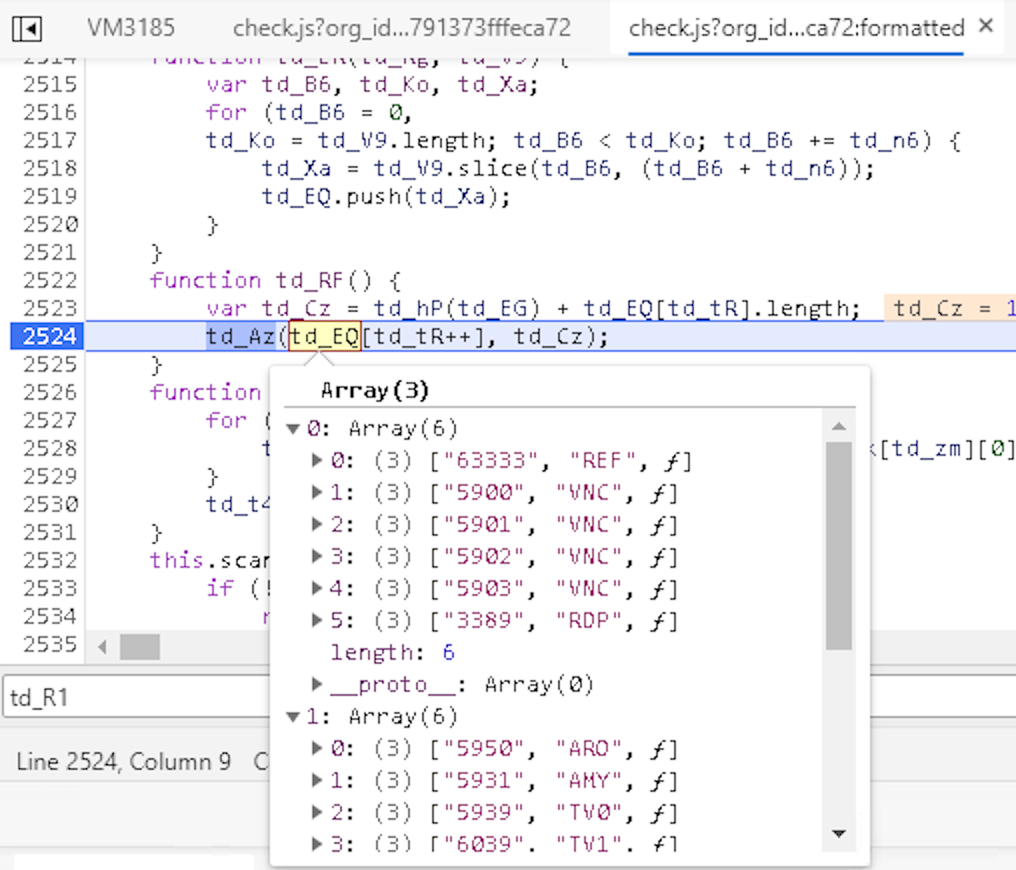 VM3185 check.js?org_id...791373fffeca72 check.js?org_id...ca72:formatted ×
2514 function td_LR(td_Rg, td_V9) {
2515 var td_B6, td_Ko, td_Xa;
2516 for (td_B6 = 0,
2517 td_Ko = td_V9.length; td_B6 < td_Ko; td_B6 += td_n6) {
2518 td_Xa = td_V9.slice(td_B6, (td_B6 + td_n6));
2519 td_EQ.push(td_Xa);
2520 }
2521 }
2522 function td_RF() {
2523 var td_Cz = td_hP(td_EG) + td_EQ[td_tR].length; td_Cz = 1
2524 td_Az(td_EQ[td_tR++], td_Cz);
2525 }
2526 function
2527 for (
2528 t k[td_zm][0]
2529 }
2530 td_t4
2531 }
2532 this.scan
2533 if (!
2534 r
2535
Array(3)
▼0: Array(6)
▶0: (3) ["63333", "REF", ƒ]
▶1: (3) ["5900", "VNC", ƒ]
▶2: (3) ["5901", "VNC", ƒ]
▶3: (3) ["5902", "VNC", ƒ]
▶4: (3) ["5903", "VNC", ƒ]
▶5: (3) ["3389", "RDP", ƒ]
length: 6
▶__proto__: Array(0)
▼1: Array(6)
▶0: (3) ["5950", "ARO", ƒ]
▶1: (3) ["5931", "AMY", ƒ]
▶2: (3) ["5939", "TV0", ƒ]
▶3: (3) ["6039", "TV1", ƒ]
td_R1
Line 2524, Column 9 C